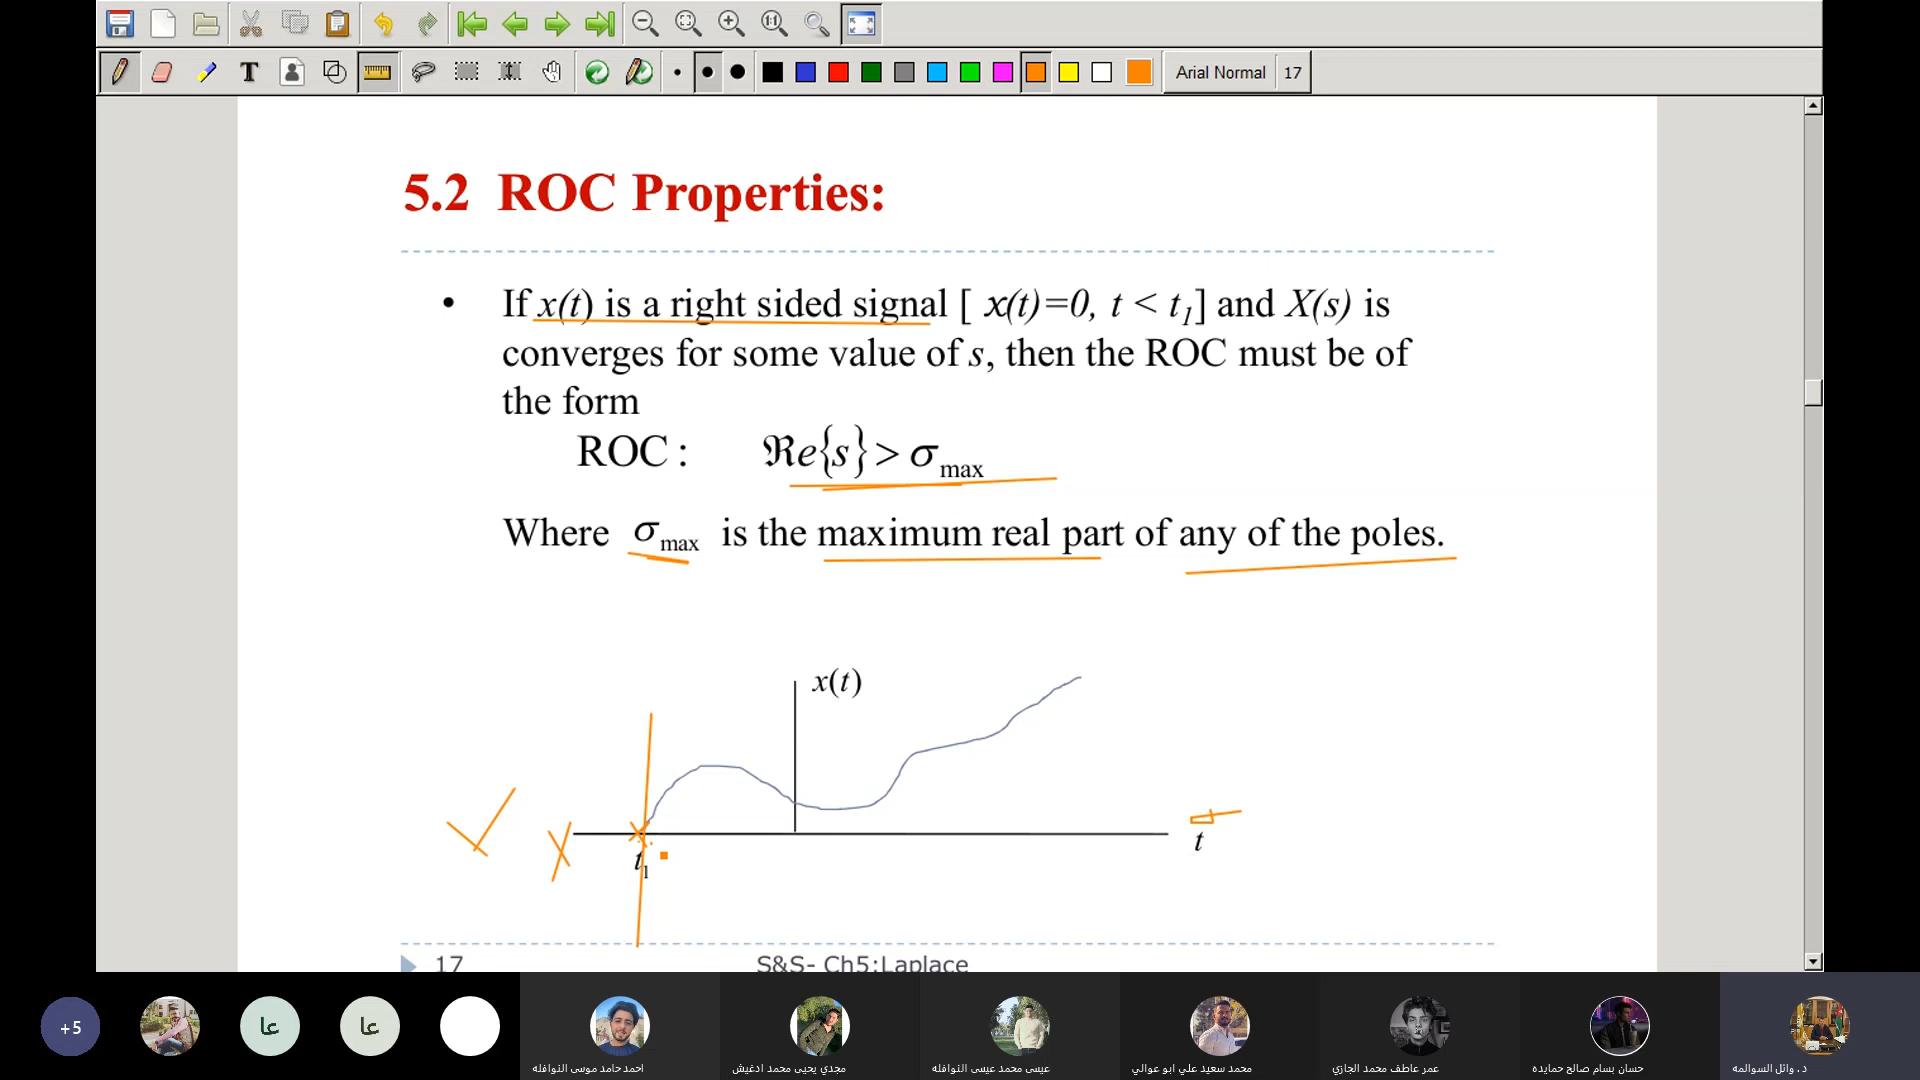 T
1:1
Arial Normal 17
5.2 ROC Properties:
• If x(t) is a right sided signal [ x(t)=0, t < t1] and X(s) is
converges for some value of s, then the ROC must be of
the form
ROC : ℜe{s} > σmax
Where σmax is the maximum real part of any of the poles.
x(t)
t1
t
17 S&S- Ch5:Laplace
+5
عا
عا
احمد حامد موسى النوافله
مجدي يحيى محمد ادغيش
عيسى محمد عيسى النوافله
محمد سعيد علي ابو عوالي
عمر عاطف محمد الجازي
حسان بسام صالح حمايده
د. وائل السوالمه